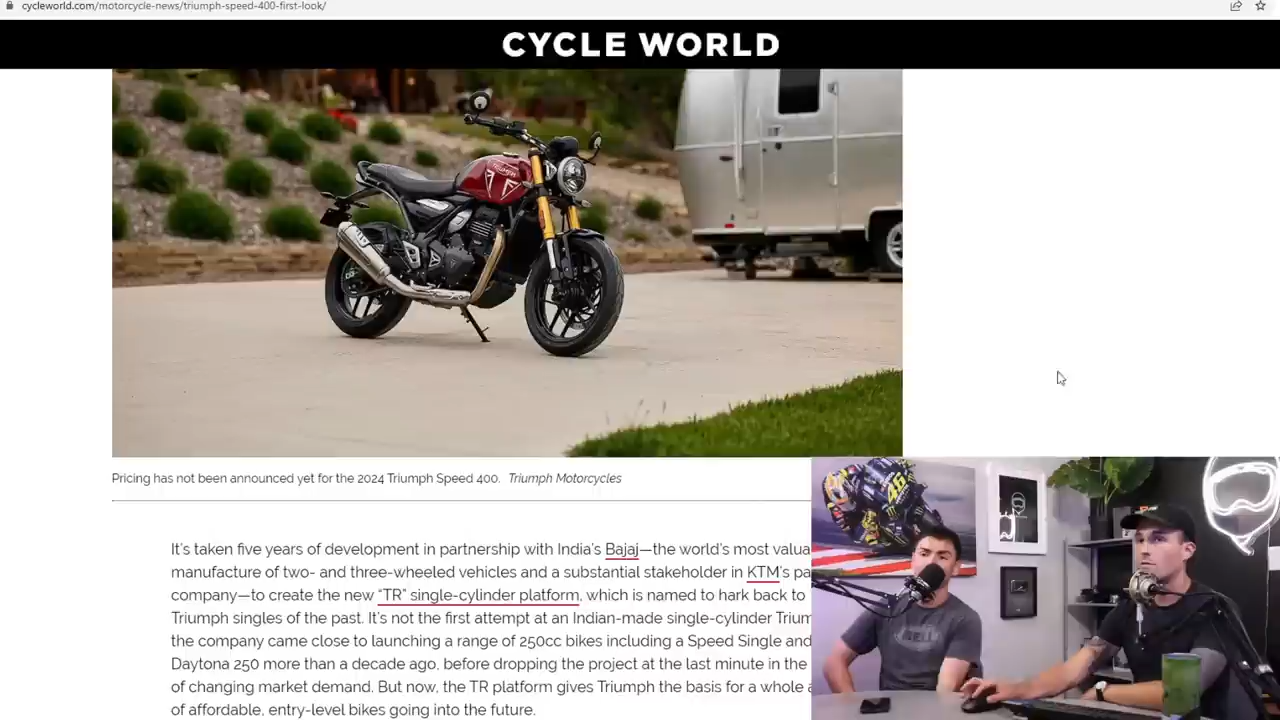 cycleworld.com/motorcycle-news/triumph-speed-400-first-look/
CYCLE WORLD
TRIUMPH
Pricing has not been announced yet for the 2024 Triumph Speed 400. Triumph Motorcycles
It's taken five years of development in partnership with India's Bajaj—the world's most valua
manufacture of two- and three-wheeled vehicles and a substantial stakeholder in KTM's pa
company—to create the new "TR" single-cylinder platform, which is named to hark back to
Triumph singles of the past. It's not the first attempt at an Indian-made single-cylinder Trium
the company came close to launching a range of 250cc bikes including a Speed Single and
Daytona 250 more than a decade ago, before dropping the project at the last minute in the
of changing market demand. But now, the TR platform gives Triumph the basis for a whole a
of affordable, entry-level bikes going into the future.
46
BELL